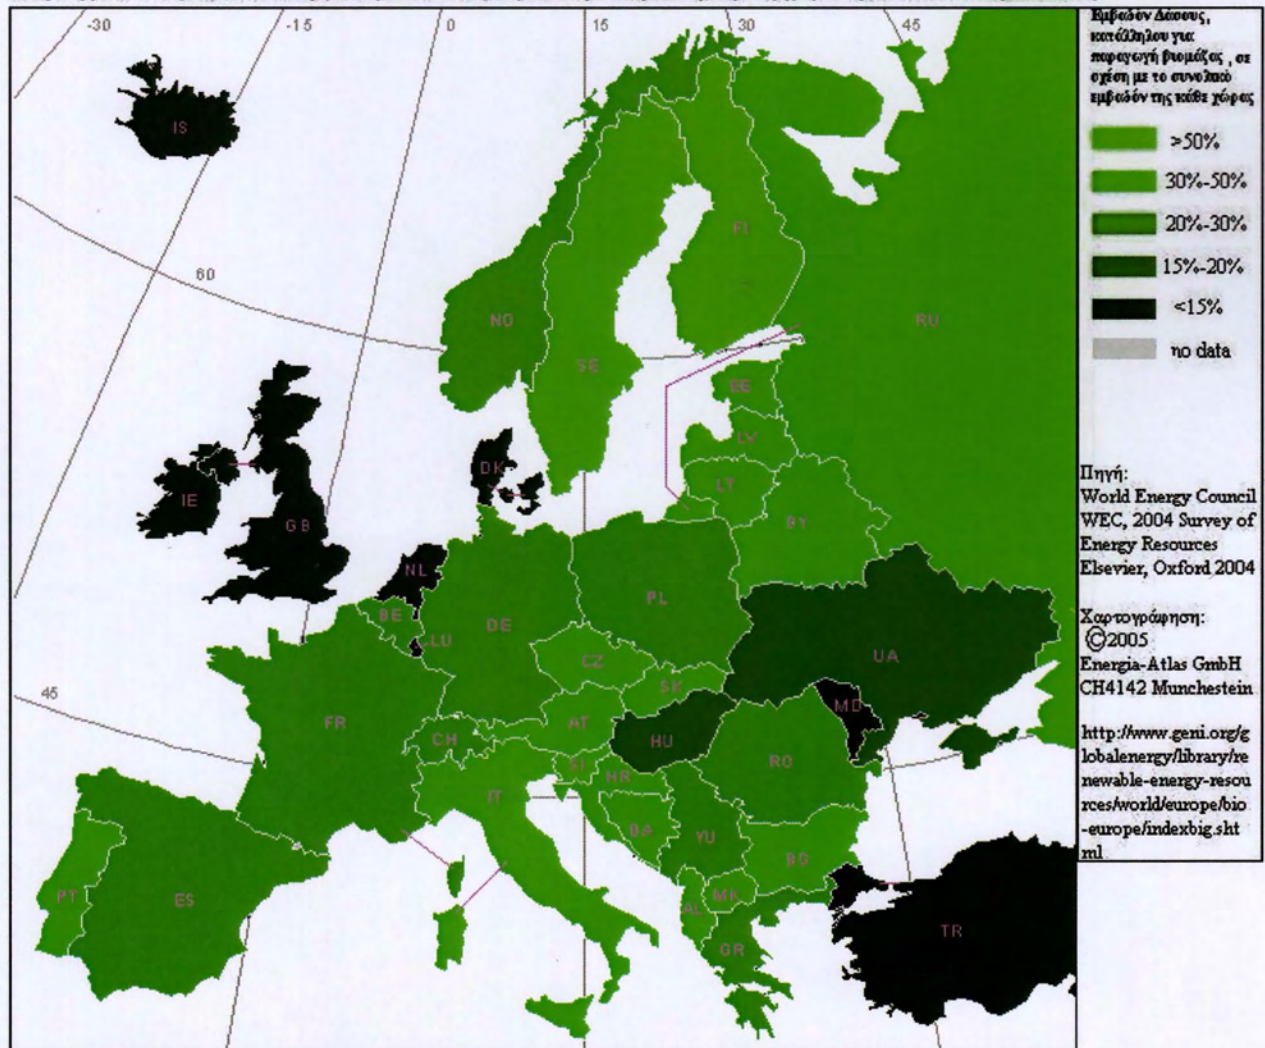 -30
-15
0
15
30
45
60
45
IS
NO
SE
FI
RU
EE
LV
LT
BY
DK
IE
GB
NL
BE
LU
DE
PL
CZ
SK
UA
FR
CH
AT
HU
MD
SI
HR
RO
IT
BA
YU
BG
PT
ES
AL
MK
GR
TR
Εμβαδόν Δάσους,
κατάλληλου για
παραγωγή βιομάζας , σε
σχέση με το συνολικό
εμβαδόν της κάθε χώρας
>50%
30%-50%
20%-30%
15%-20%
<15%
no data
Πηγή:
World Energy Council
WEC, 2004 Survey of
Energy Resources
Elsevier, Oxford 2004
Χαρτογράφηση:
©2005
Energia-Atlas GmbH
CH4142 Munchestein
http://www.geni.org/g
lobalenergy/library/re
newable-energy-resou
rces/world/europe/bio
-europe/indexbig.sht
ml